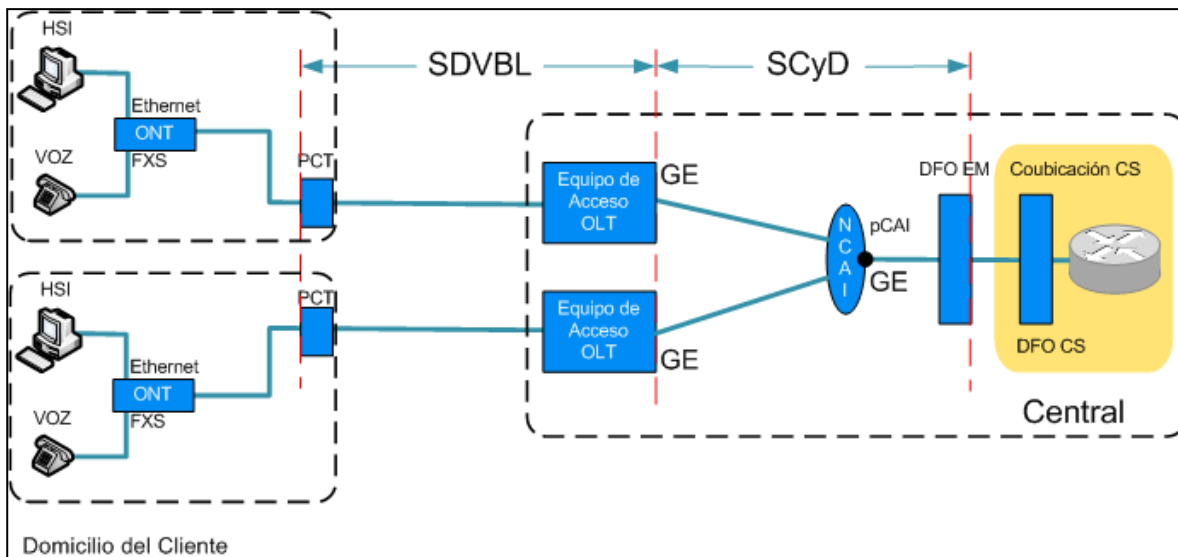 HSI
SDVBL
SCyD
Ethernet
ONT
VOZ
FXS
PCT
Equipo de
Acceso
OLT
GE
DFO EM
Coubicación CS
NCAI
pCAI
GE
DFO CS
HSI
PCT
Ethernet
ONT
VOZ
FXS
Equipo de
Acceso
OLT
GE
Central
Domicilio del Cliente